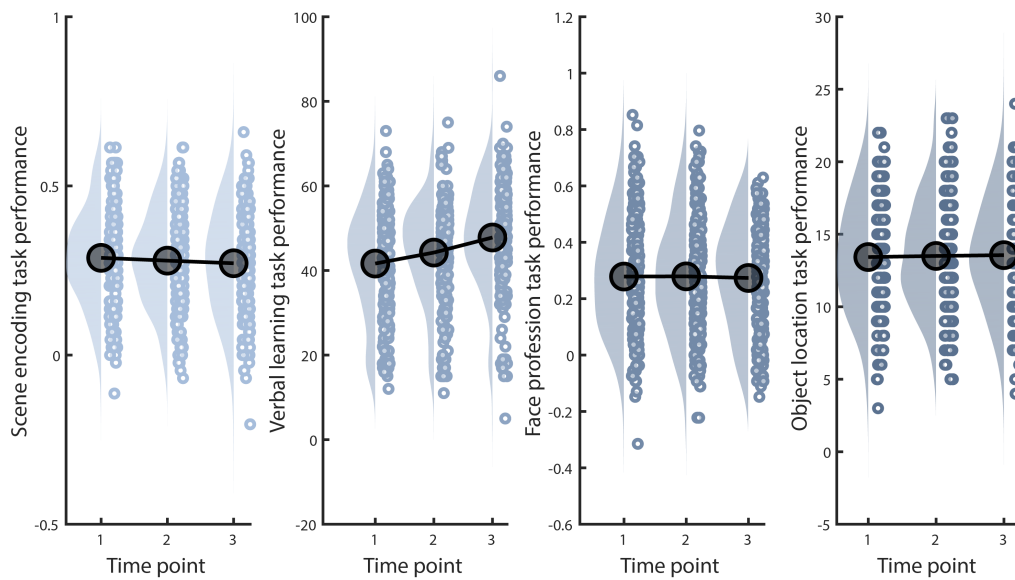 Scene encoding task performance
1
0.5
0
-0.5
1 2 3
Time point
Verbal learning task performance
100
80
60
40
20
0
-20
1 2 3
Time point
Face profession task performance
1.2
1
0.8
0.6
0.4
0.2
0
-0.2
-0.4
-0.6
1 2 3
Time point
Object location task performance
30
25
20
15
10
5
0
-5
1 2 3
Time point